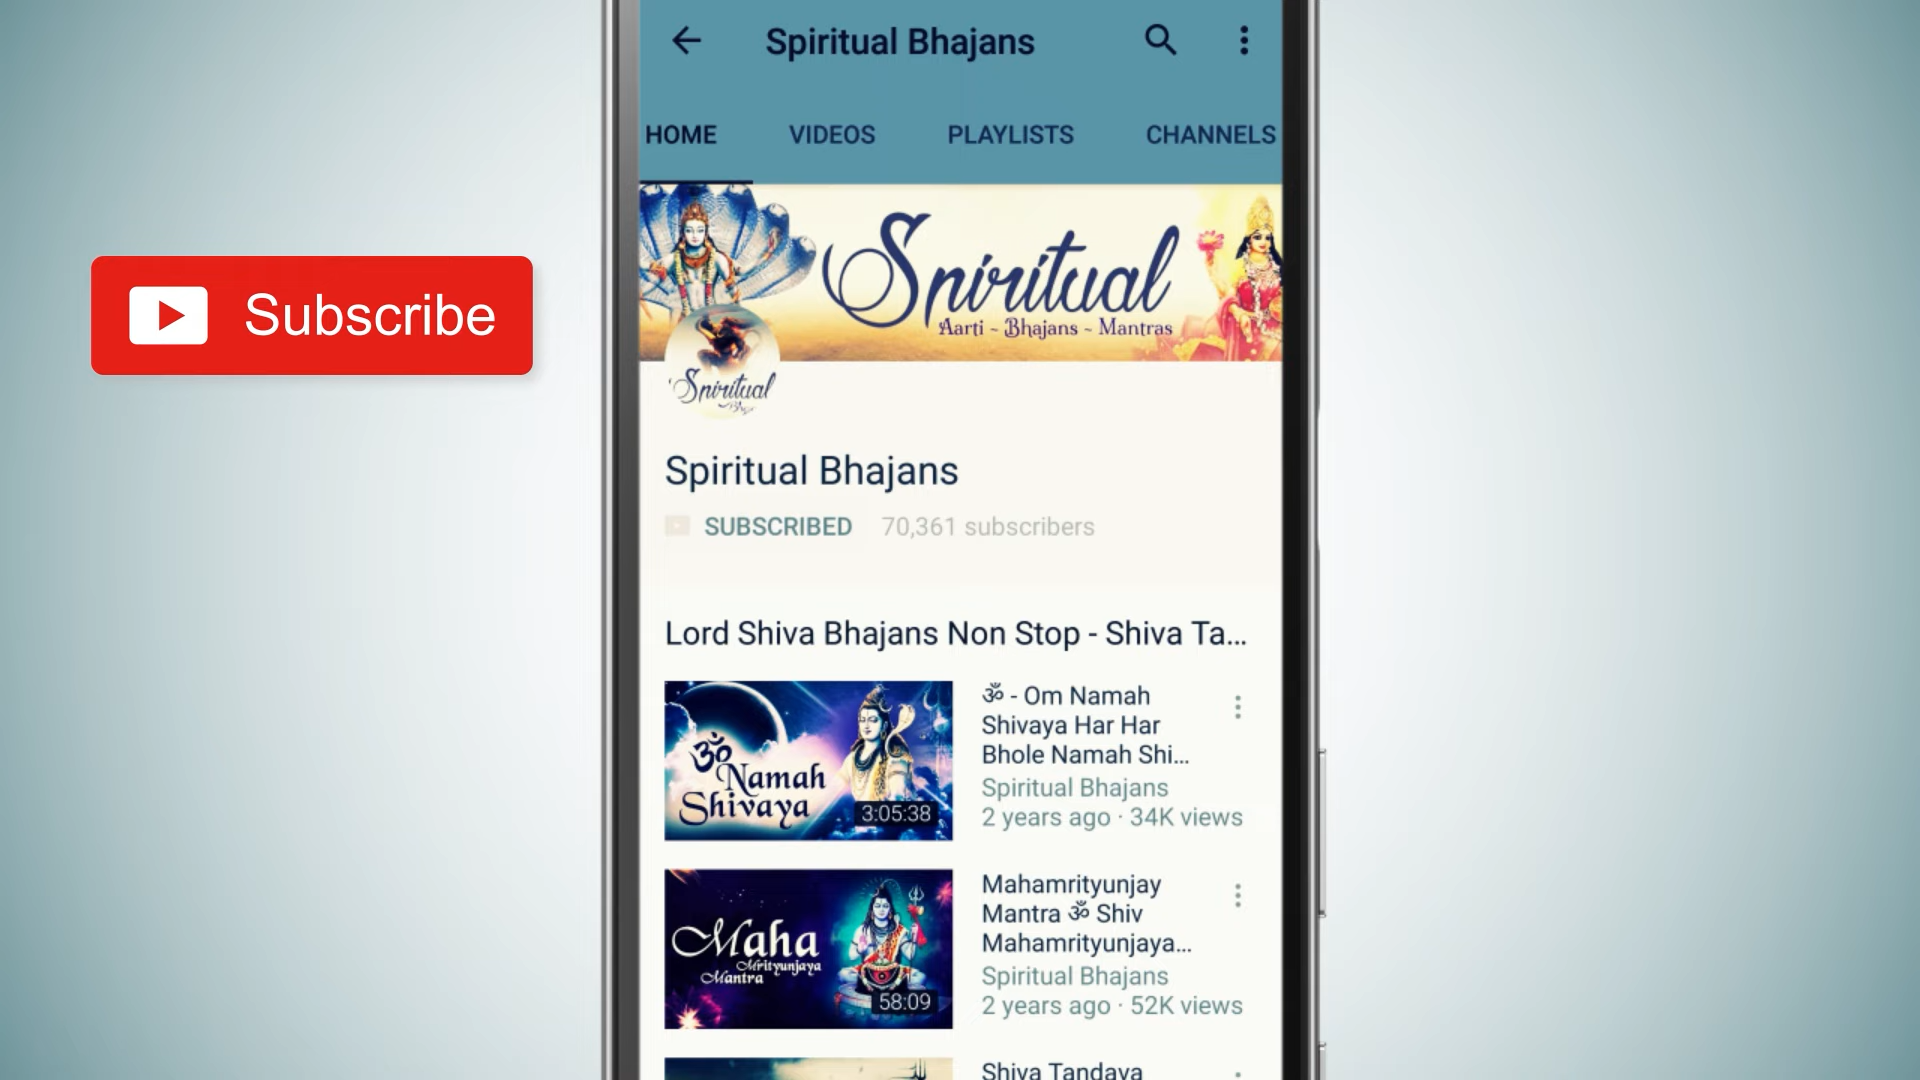 Spiritual Bhajans
HOME VIDEOS PLAYLISTS CHANNELS
Spiritual
Aarti ~ Bhajans ~ Mantras
Subscribe
Spiritual
Spiritual Bhajans
SUBSCRIBED 70,361 subscribers
Lord Shiva Bhajans Non Stop - Shiva Ta...
ॐ
Namah
Shivaya
3:05:38
ॐ - Om Namah
Shivaya Har Har
Bhole Namah Shi...
Spiritual Bhajans
2 years ago · 34K views
Maha
Mrityunjaya
Mantra
58:09
Mahamrityunjay
Mantra ॐ Shiv
Mahamrityunjaya...
Spiritual Bhajans
2 years ago · 52K views
Shiva Tandava